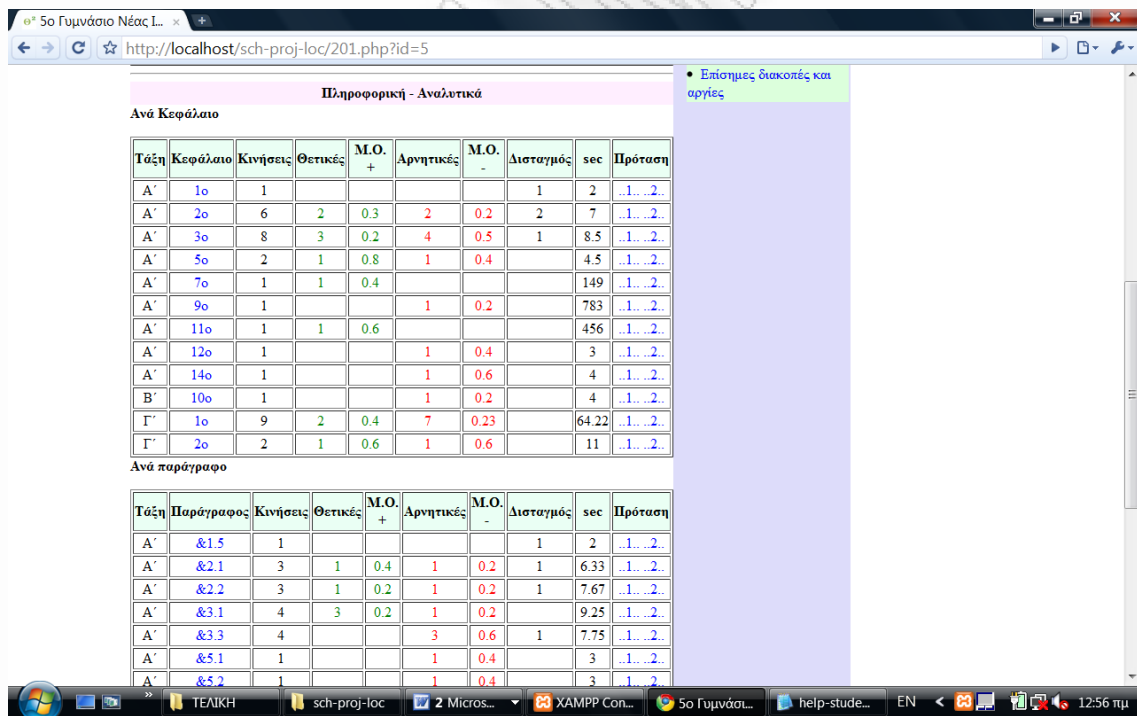 5ο Γυμνάσιο Νέας Ι...
http://localhost/sch-proj-loc/201.php?id=5
Επίσημες διακοπές και
αργίες
Πληροφορική - Αναλυτικά
Ανά Κεφάλαιο
Τάξη Κεφάλαιο Κινήσεις Θετικές Μ.Ο. + Αρνητικές Μ.Ο. - Δισταγμός sec Πρόταση
Α΄ 1ο 1 1 2 ..1.. ..2..
Α΄ 2ο 6 2 0.3 2 0.2 2 7 ..1.. ..2..
Α΄ 3ο 8 3 0.2 4 0.5 1 8.5 ..1.. ..2..
Α΄ 5ο 2 1 0.8 1 0.4 4.5 ..1.. ..2..
Α΄ 7ο 1 1 0.4 149 ..1.. ..2..
Α΄ 9ο 1 1 0.2 783 ..1.. ..2..
Α΄ 11ο 1 1 0.6 456 ..1.. ..2..
Α΄ 12ο 1 1 0.4 3 ..1.. ..2..
Α΄ 14ο 1 1 0.6 4 ..1.. ..2..
Β΄ 10ο 1 1 0.2 4 ..1.. ..2..
Γ΄ 1ο 9 2 0.4 7 0.23 64.22 ..1.. ..2..
Γ΄ 2ο 2 1 0.6 1 0.6 11 ..1.. ..2..
Ανά παράγραφο
Τάξη Παράγραφος Κινήσεις Θετικές Μ.Ο. + Αρνητικές Μ.Ο. - Δισταγμός sec Πρόταση
Α΄ &1.5 1 1 2 ..1.. ..2..
Α΄ &2.1 3 1 0.4 1 0.2 1 6.33 ..1.. ..2..
Α΄ &2.2 3 1 0.2 1 0.2 1 7.67 ..1.. ..2..
Α΄ &3.1 4 3 0.2 1 0.2 9.25 ..1.. ..2..
Α΄ &3.3 4 3 0.6 1 7.75 ..1.. ..2..
Α΄ &5.1 1 1 0.4 3 ..1.. ..2..
Α΄ &5.2 1 1 0.4 3 ..1.. ..2..
ΤΕΛΙΚΗ sch-proj-loc 2 Micros... XAMPP Con... 5ο Γυμνάσι... help-stude... EN 12:56 πμ